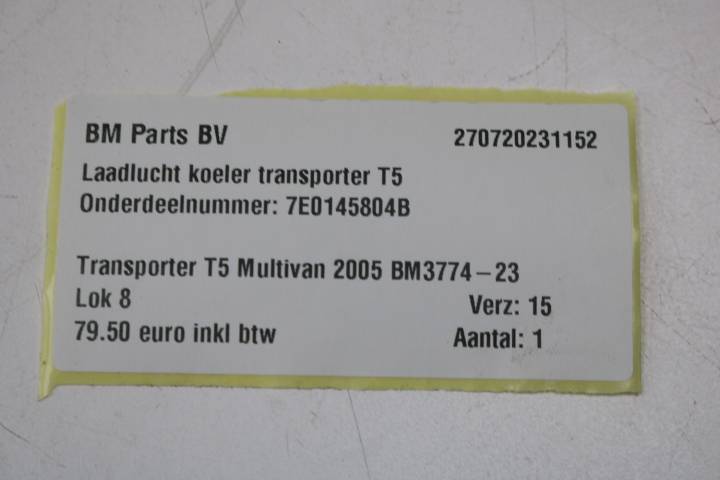 BM Parts BV 270720231152
Laadlucht koeler transporter T5
Onderdeelnummer: 7E0145804B
Transporter T5 Multivan 2005 BM3774-23
Lok 8 Verz: 15
79.50 euro inkl btw Aantal: 1